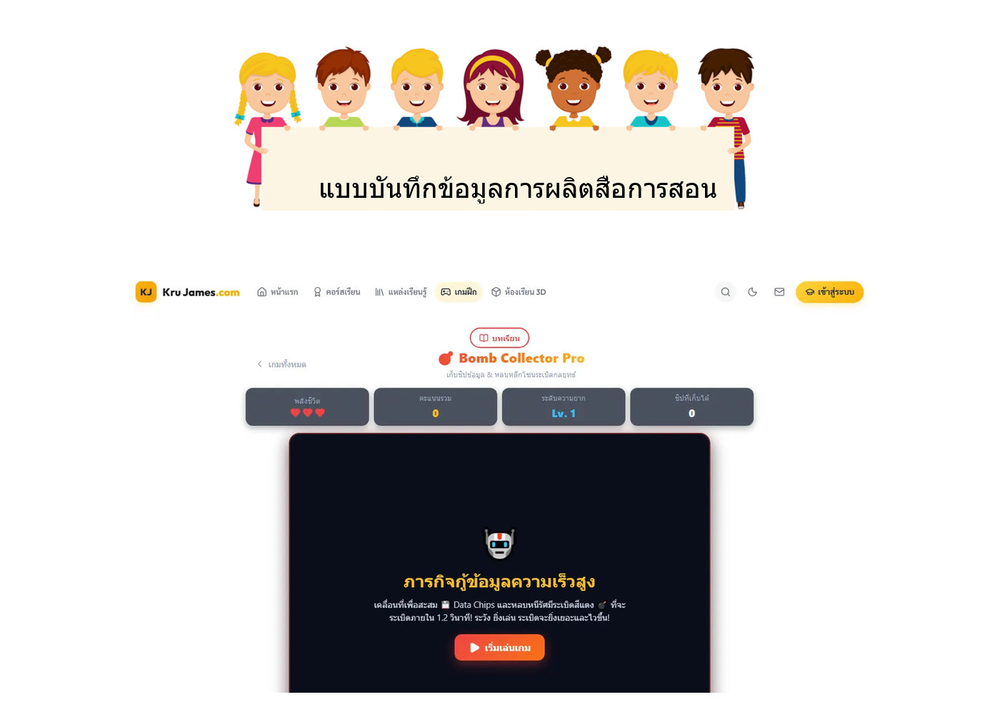 แบบบันทึกข้อมูลการผลิตสื่อการสอน
KJ Kru James.com หน้าแรก คอร์สเรียน แหล่งเรียนรู้ เกมฝึก ห้องเรียน 3D เข้าสู่ระบบ
บทเรียน
เกมทั้งหมด
Bomb Collector Pro
เก็บชิปข้อมูล & หลบหลีกโซนระเบิดกลยุทธ์
พลังชีวิต คะแนนรวม ระดับความยาก ชิปที่เก็บได้
0 Lv. 1 0
ภารกิจกู้ข้อมูลความเร็วสูง
เคลื่อนที่เพื่อสะสม 💾 Data Chips และหลบหนีรัศมีระเบิดสีแดง 💣 ที่จะ
ระเบิดภายใน 1.2 วินาที! ระวัง ยิ่งเล่น ระเบิดจะยิ่งเยอะและไวขึ้น!
เริ่มเล่นเกม